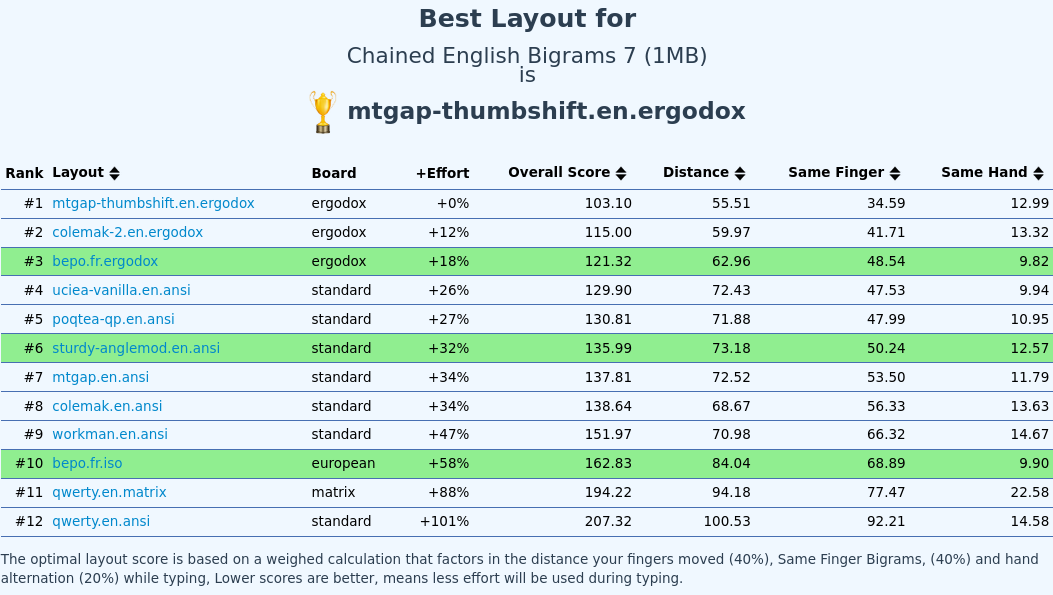 Best Layout for
Chained English Bigrams 7 (1MB)
is
mtgap-thumbshift.en.ergodox
Rank Layout Board +Effort Overall Score Distance Same Finger Same Hand
#1 mtgap-thumbshift.en.ergodox ergodox +0% 103.10 55.51 34.59 12.99
#2 colemak-2.en.ergodox ergodox +12% 115.00 59.97 41.71 13.32
#3 bepo.fr.ergodox ergodox +18% 121.32 62.96 48.54 9.82
#4 uciea-vanilla.en.ansi standard +26% 129.90 72.43 47.53 9.94
#5 poqtea-qp.en.ansi standard +27% 130.81 71.88 47.99 10.95
#6 sturdy-anglemod.en.ansi standard +32% 135.99 73.18 50.24 12.57
#7 mtgap.en.ansi standard +34% 137.81 72.52 53.50 11.79
#8 colemak.en.ansi standard +34% 138.64 68.67 56.33 13.63
#9 workman.en.ansi standard +47% 151.97 70.98 66.32 14.67
#10 bepo.fr.iso european +58% 162.83 84.04 68.89 9.90
#11 qwerty.en.matrix matrix +88% 194.22 94.18 77.47 22.58
#12 qwerty.en.ansi standard +101% 207.32 100.53 92.21 14.58
The optimal layout score is based on a weighed calculation that factors in the distance your fingers moved (40%), Same Finger Bigrams, (40%) and hand
alternation (20%) while typing, Lower scores are better, means less effort will be used during typing.